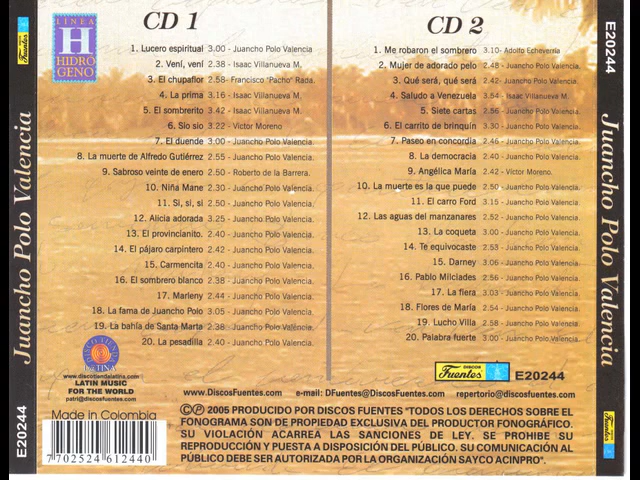 LINEA
H
HIDRO
GENO
CD 1
1. Lucero espiritual 3.00 - Juancho Polo Valencia
2. Vení, vení 2.38 - Isaac Villanueva M.
3. El chupaflor 2.58- Francisco "Pacho" Rada.
4. La prima 3.16 - Isaac Villanueva M.
5. El sombrerito 3.42 - Isaac Villanueva M.
6. Sio sio 3.22 - Victor Moreno
7. El duende 3.00 - Juancho Polo Valencia.
8. La muerte de Alfredo Gutiérrez 2.55 - Juancho Polo Valencia.
9. Sabroso veinte de enero 2.50 - Roberto de la Barrera.
10. Niña Mane 2.30 - Juancho Polo Valencia.
11. Si, si, si 2.50 - Juancho Polo Valencia.
12. Alicia adorada 3.25 - Juancho Polo Valencia.
13. El provincianito. 2.40 - Juancho Polo Valencia.
14. El pájaro carpintero 2.42 - Juancho Polo Valencia.
15. Carmencita 2.40 - Juancho Polo Valencia.
16. El sombrero blanco 2.38 - Juancho Polo Valencia.
17. Marleny 2.44 - Juancho Polo Valencia.
18. La fama de Juancho Polo 3.05 - Juancho Polo Valencia.
19. La bahía de Santa Marta 2.38 - Juancho Polo Valencia.
20. La pesadilla 2.40 - Juancho Polo Valencia.
CD 2
1. Me robaron el sombrero 3.10- Adolfo Echeverría
2. Mujer de adorado pelo 2.48 - Juancho Polo Valencia.
3. Qué será, qué será 2.42 - Juancho Polo Valencia.
4. Saludo a Venezuela 3.54 - Isaac Villanueva M.
5. Siete cartas 2.56 - Juancho Polo Valencia.
6. El carrito de brinquin 3.30 - Juancho Polo Valencia.
7. Paseo en concordia 2.46 - Juancho Polo Valencia.
8. La democracia 2.40 - Juancho Polo Valencia.
9. Angélica María 2.42 - Víctor Moreno.
10. La muerte es la que puede 2.50 - Juancho Polo Valencia.
11. El carro Ford 3.15 - Juancho Polo Valencia.
12. Las aguas del manzanares 2.52 - Juancho Polo Valencia.
13. La coqueta 3.00 - Juancho Polo Valencia.
14. Te equivocaste 2.53 - Juancho Polo Valencia.
15. Darney 3.06 - Juancho Polo Valencia.
16. Pablo Milciades 2.56 - Juancho Polo Valencia.
17. La fiera 3.03 - Juancho Polo Valencia.
18. Flores de María 2.54 - Juancho Polo Valencia.
19. Lucho Villa 2.58 - Juancho Polo Valencia.
20. Palabra fuerte 3.00 - Juancho Polo Valencia.
Juancho Polo Valencia
E20244
E20244
Juancho Polo Valencia
www.discotiendalatina.com
LATIN MUSIC
FOR THE WORLD
patri@discofuentes.com
Made in Colombia
7702524612440
DISCOS
Fuentes
E20244
www.DiscosFuentes.com e-mail: DFuentes@DiscosFuentes.com repertorio@discosfuentes.com
©℗ 2005 PRODUCIDO POR DISCOS FUENTES "TODOS LOS DERECHOS SOBRE EL
FONOGRAMA SON DE PROPIEDAD EXCLUSIVA DEL PRODUCTOR FONOGRÁFICO.
SU VIOLACIÓN ACARREA LAS SANCIONES DE LEY. SE PROHIBE SU
REPRODUCCIÓN Y PUESTA A DISPOSICIÓN DEL PÚBLICO. SU COMUNICACIÓN AL
PÚBLICO DEBE SER AUTORIZADA POR LA ORGANIZACIÓN SAYCO ACINPRO".